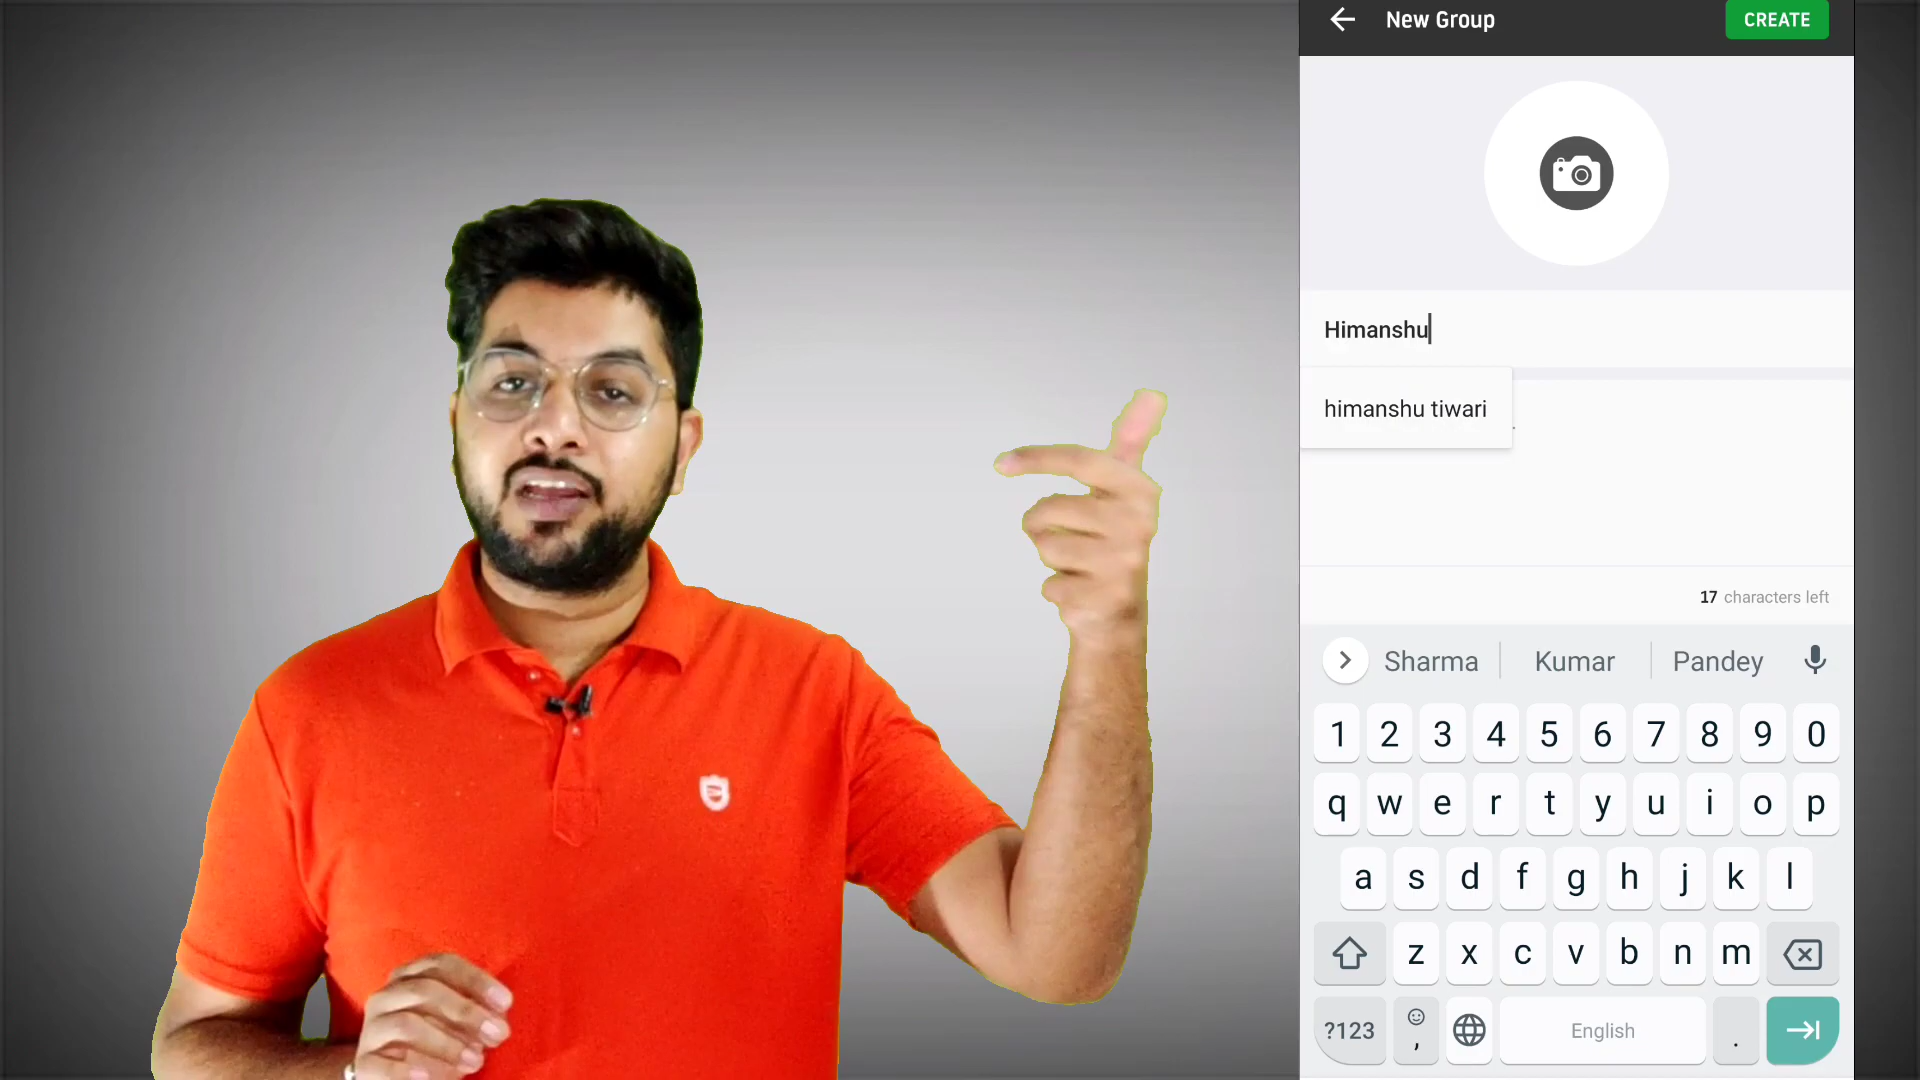 New Group
CREATE
Himanshu
himanshu tiwari
17 characters left
Sharma
Kumar
Pandey
1 2 3 4 5 6 7 8 9 0
q w e r t y u i o p
a s d f g h j k l
z x c v b n m
?123 , English .